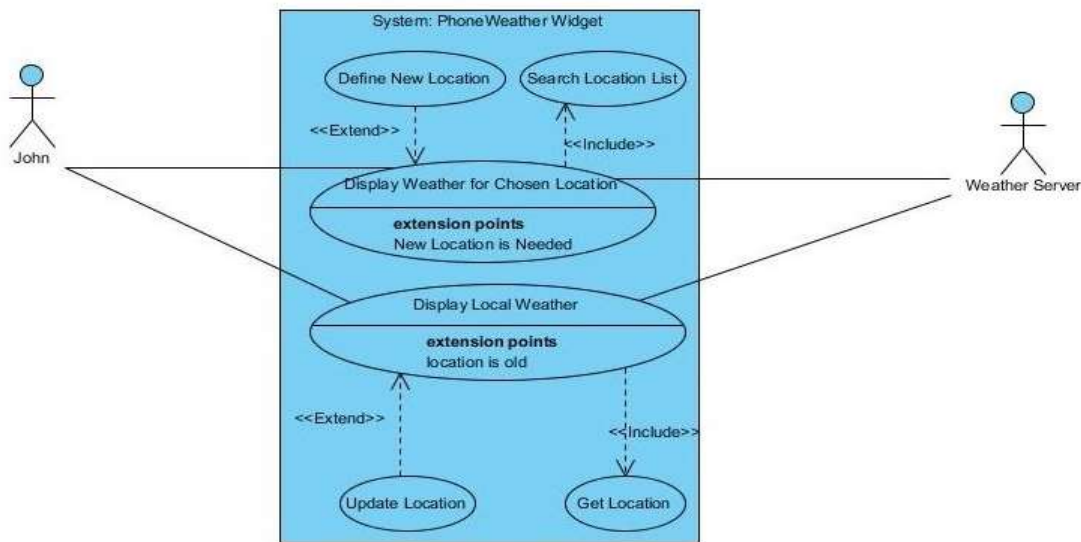 System: PhoneWeather Widget
Define New Location
Search Location List
<<Extend>>
<<Include>>
John
Weather Server
Display Weather for Chosen Location
extension points
New Location is Needed
Display Local Weather
extension points
location is old
<<Extend>>
<<Include>>
Update Location
Get Location